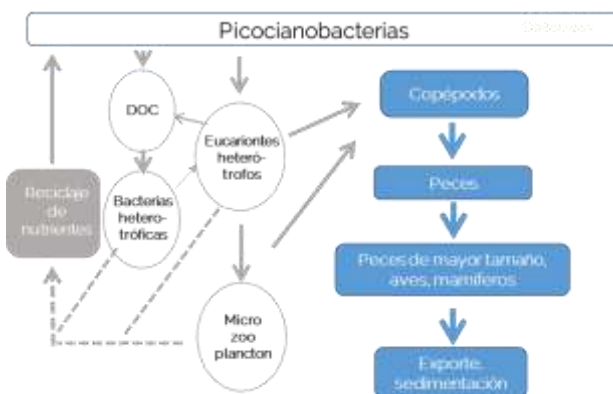 Picocianobacterias
DOC
Eucariontes
heteró-
trofos
Copépodos
Reciclaje
de
nutrientes
Bacterias
hetero-
tróficas
Peces
Peces de mayor tamaño,
aves, mamíferos
Micro
zoo
plancton
Exporte,
sedimentación